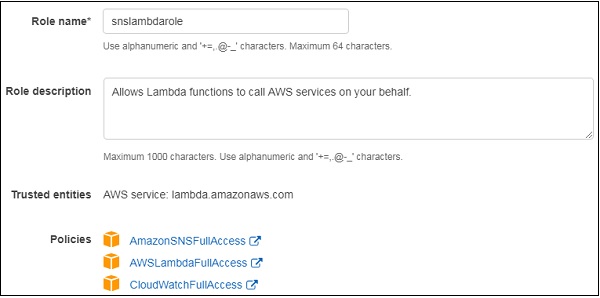 Role name* snslambdarole
Use alphanumeric and '+=,.@-_' characters. Maximum 64 characters.
Role description Allows Lambda functions to call AWS services on your behalf.
Maximum 1000 characters. Use alphanumeric and '+=,.@-_' characters.
Trusted entities AWS service: lambda.amazonaws.com
Policies AmazonSNSFullAccess
AWSLambdaFullAccess
CloudWatchFullAccess